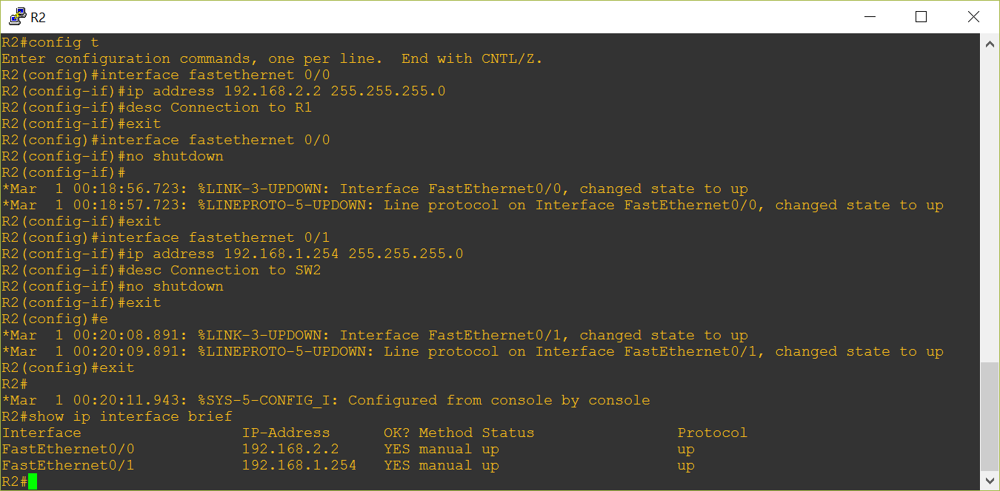 R2
R2#config t
Enter configuration commands, one per line.  End with CNTL/Z.
R2(config)#interface fastethernet 0/0
R2(config-if)#ip address 192.168.2.2 255.255.255.0
R2(config-if)#desc Connection to R1
R2(config-if)#exit
R2(config)#interface fastethernet 0/0
R2(config-if)#no shutdown
R2(config-if)#
*Mar  1 00:18:56.723: %LINK-3-UPDOWN: Interface FastEthernet0/0, changed state to up
*Mar  1 00:18:57.723: %LINEPROTO-5-UPDOWN: Line protocol on Interface FastEthernet0/0, changed state to up
R2(config-if)#exit
R2(config)#interface fastethernet 0/1
R2(config-if)#ip address 192.168.1.254 255.255.255.0
R2(config-if)#desc Connection to SW2
R2(config-if)#no shutdown
R2(config-if)#exit
R2(config)#e
*Mar  1 00:20:08.891: %LINK-3-UPDOWN: Interface FastEthernet0/1, changed state to up
*Mar  1 00:20:09.891: %LINEPROTO-5-UPDOWN: Line protocol on Interface FastEthernet0/1, changed state to up
R2(config)#exit
R2#
*Mar  1 00:20:11.943: %SYS-5-CONFIG_I: Configured from console by console
R2#show ip interface brief
Interface                  IP-Address      OK? Method Status                Protocol
FastEthernet0/0            192.168.2.2     YES manual up                    up
FastEthernet0/1            192.168.1.254   YES manual up                    up
R2#